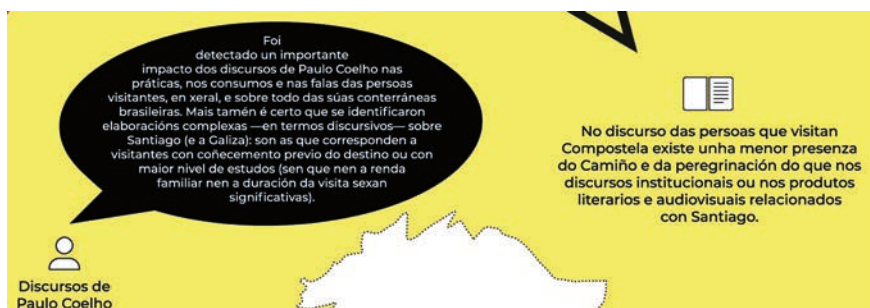 Foi
detectado un importante
impacto dos discursos de Paulo Coelho nas
prácticas, nos consumos e nas falas das persoas
visitantes, en xeral, e sobre todo das súas conterráneas
brasileiras. Mais tamén é certo que se identificaron
elaboracións complexas —en termos discursivos— sobre
Santiago (e a Galiza): son as que corresponden a
visitantes con coñecemento previo do destino ou con
maior nivel de estudos (sen que nen a renda
familiar nen a duración da visita sexan
significativas).
Discursos de
Paulo Coelho
No discurso das persoas que visitan
Compostela existe unha menor presenza
do Camiño e da peregrinación do que nos
discursos institucionais ou nos produtos
literarios e audiovisuais relacionados
con Santiago.